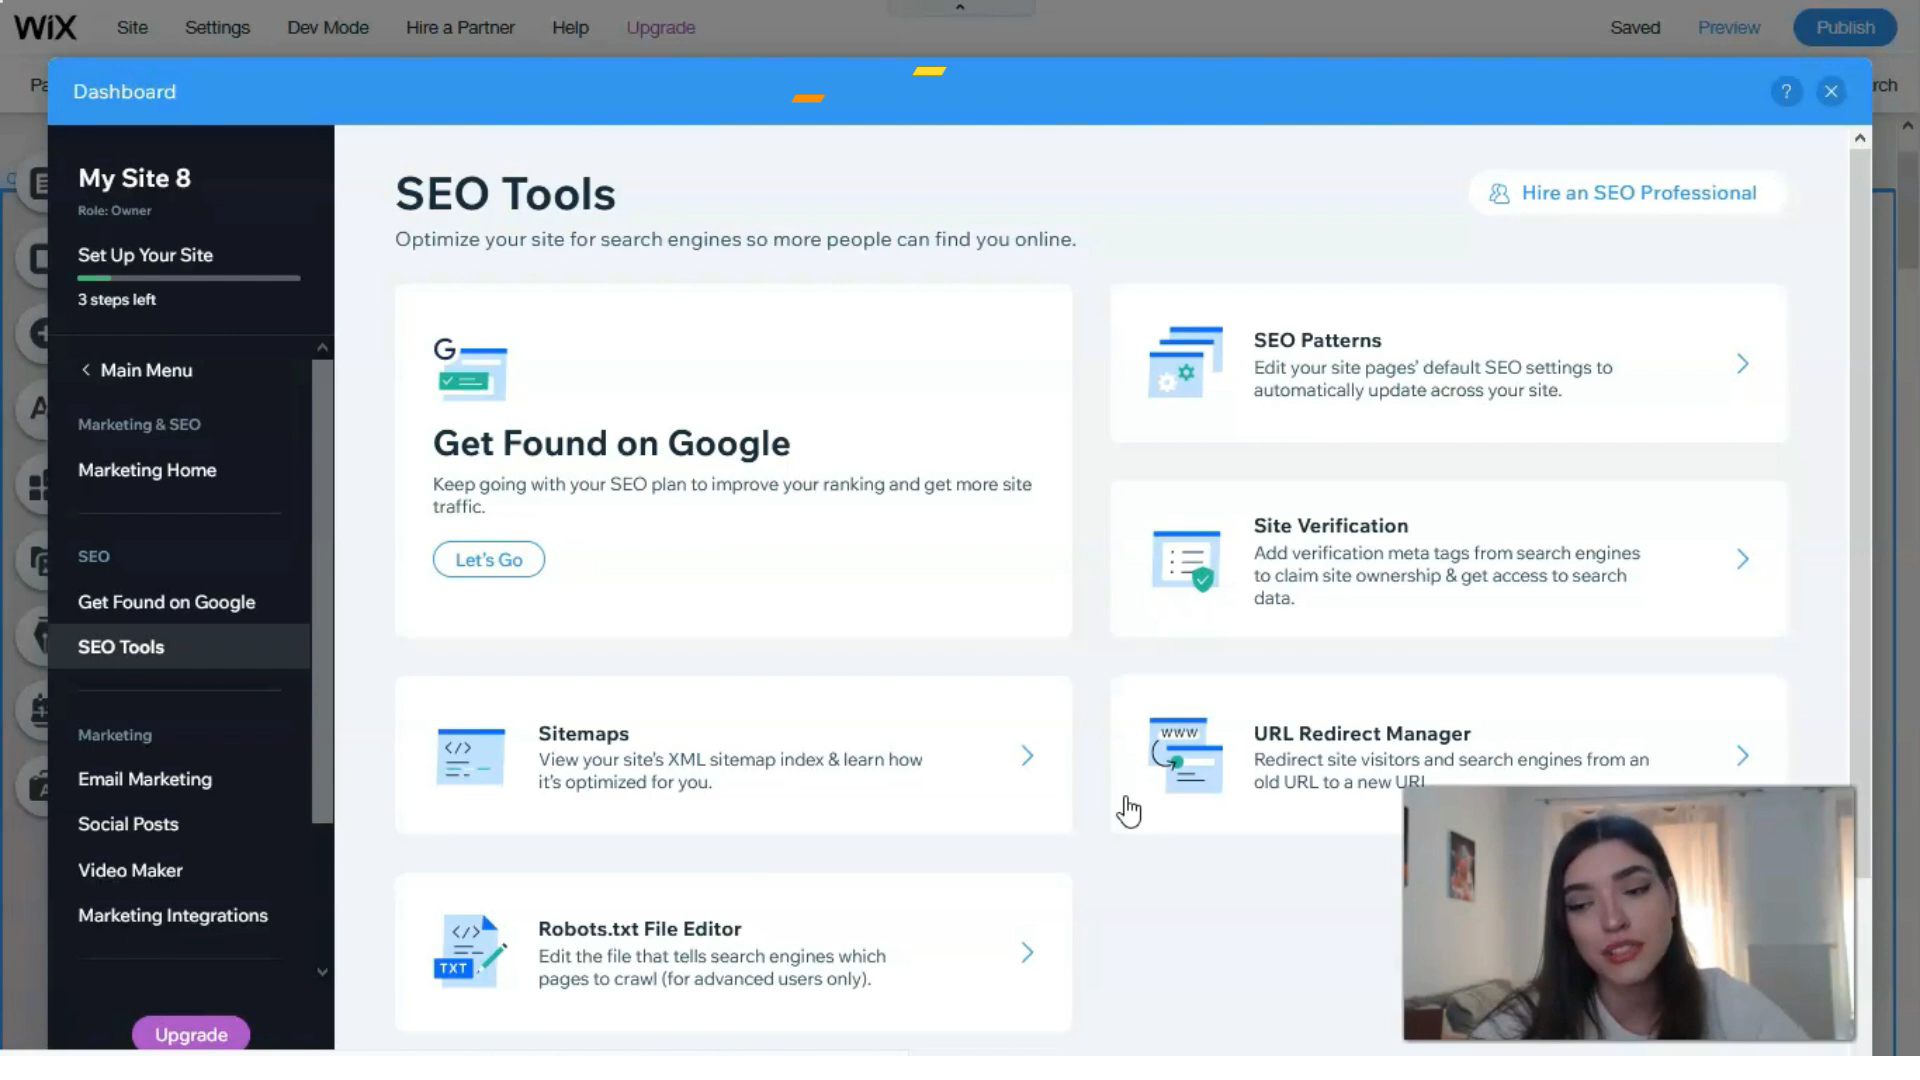 WiX
Site
Settings
Dev Mode
Hire a Partner
Help
Upgrade
Saved
Preview
Publish
Dashboard
?
My Site 8
Role: Owner
Set Up Your Site
3 steps left
Main Menu
Marketing & SEO
Marketing Home
SEO
Get Found on Google
SEO Tools
Marketing
Email Marketing
Social Posts
Video Maker
Marketing Integrations
Upgrade
SEO Tools
Optimize your site for search engines so more people can find you online.
Hire an SEO Professional
G
Get Found on Google
Keep going with your SEO plan to improve your ranking and get more site
traffic.
Let's Go
SEO Patterns
Edit your site pages' default SEO settings to
automatically update across your site.
Site Verification
Add verification meta tags from search engines
to claim site ownership & get access to search
data.
</>
Sitemaps
View your site's XML sitemap index & learn how
it's optimized for you.
www
URL Redirect Manager
Redirect site visitors and search engines from an
old URL to a new URL
</>
TXT
Robots.txt File Editor
Edit the file that tells search engines which
pages to crawl (for advanced users only).